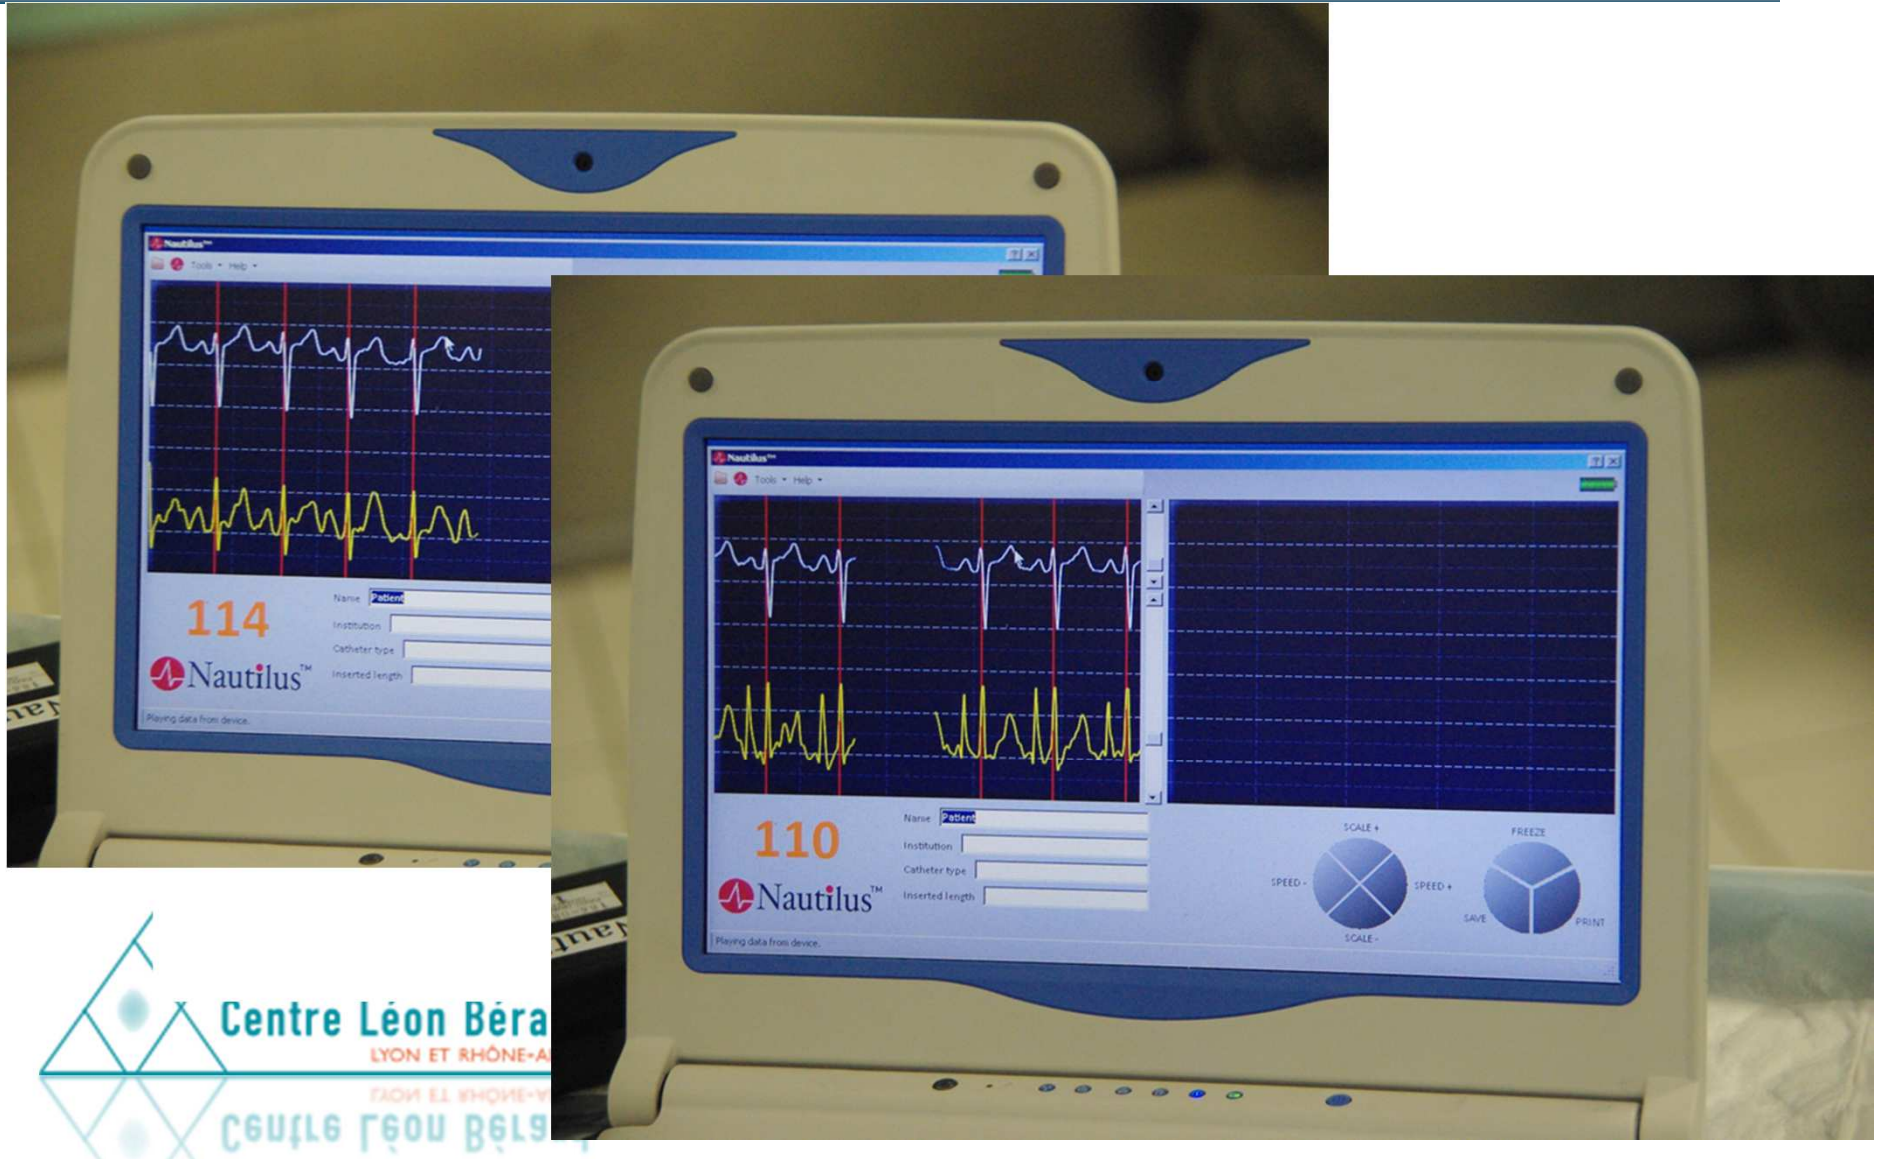 Nautilus™
Tools Help
114
Name Patient
Institution
Catheter type
Inserted length
Nautilus™
Playing data from device.
Nautilus™
Tools Help
110
Name Patient
Institution
Catheter type
Inserted length
Nautilus™
Playing data from device.
SCALE +
SPEED -
SPEED +
SCALE -
FREEZE
SAVE
PRINT
Centre Léon Béra
LYON ET RHÔNE-A